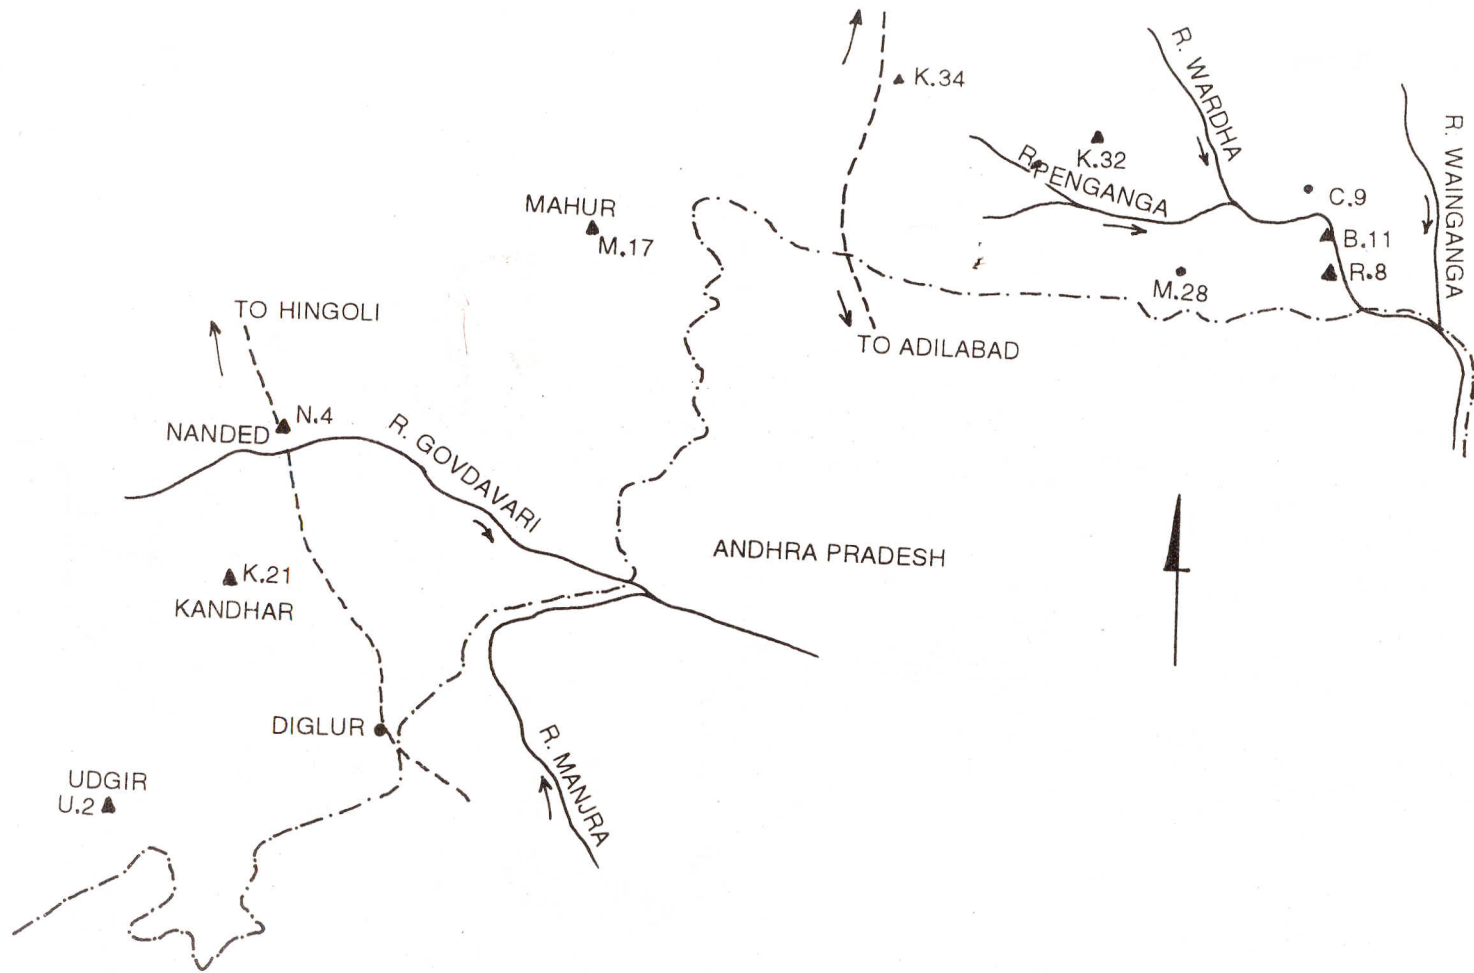 K.34
R. WARDHA
K.32
R. PENGANGA
R. WAINGANGA
C.9
MAHUR
M.17
B.11
R.8
M.28
TO HINGOLI
TO ADILABAD
N.4
NANDED
R. GOVDAVARI
ANDHRA PRADESH
K.21
KANDHAR
DIGLUR
R. MANJRA
UDGIR
U.2